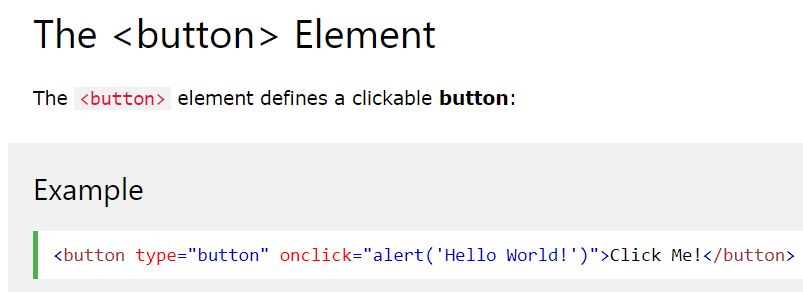 The <button> Element
The <button> element defines a clickable button:
Example
<button type="button" onclick="alert('Hello World!')">Click Me!</button>